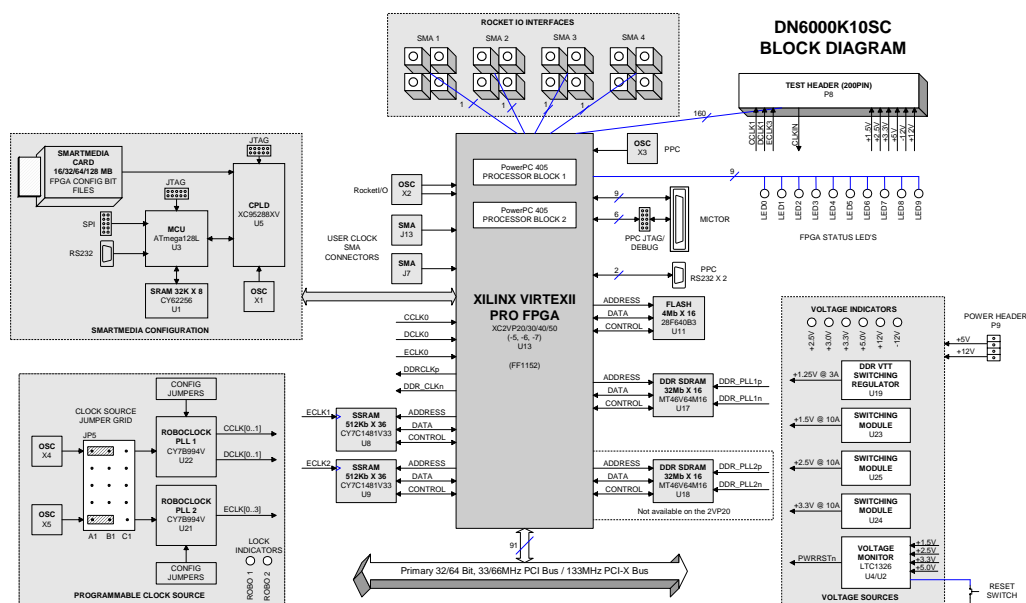 DN6000K10SC
BLOCK DIAGRAM
ROCKET IO INTERFACES
SMA 1
SMA 2
SMA 3
SMA 4
1
1
1
1
160
TEST HEADER (200PIN)
P8
CCLK1
DCLK1
ECLK3
CLKIN
+1.5V
+2.5V
+3.3V
+5V
-12V
+12V
SMARTMEDIA
CARD
16/32/64/128 MB
FPGA CONFIG BIT
FILES
JTAG
JTAG
SPI
RS232
MCU
ATmega128L
U3
CPLD
XC95288XV
U5
SRAM 32K X 8
CY62256
U1
OSC
X1
SMARTMEDIA CONFIGURATION
RocketI/O
OSC
X2
SMA
J13
USER CLOCK
SMA
CONNECTORS
SMA
J7
CCLK0
DCLK0
ECLK0
DDRCLKp
DDR_CLKn
PowerPC 405
PROCESSOR BLOCK 1
PowerPC 405
PROCESSOR BLOCK 2
XILINX VIRTEXII
PRO FPGA
XC2VP20/30/40/50
(-5, -6, -7)
U13
(FF1152)
OSC
X3
PPC
9
LED0
LED1
LED2
LED3
LED4
LED5
LED6
LED7
LED8
LED9
FPGA STATUS LED'S
9
6
MICTOR
PPC JTAG/
DEBUG
2
PPC
RS232 X 2
ADDRESS
DATA
CONTROL
FLASH
4Mb X 16
28F640B3
U11
ADDRESS
DATA
CONTROL
DDR SDRAM
32Mb X 16
MT46V64M16
U17
DDR_PLL1p
DDR_PLL1n
ADDRESS
DATA
CONTROL
DDR SDRAM
32Mb X 16
MT46V64M16
U18
DDR_PLL2p
DDR_PLL2n
Not available on the 2VP20
ECLK1
SSRAM
512Kb X 36
CY7C1481V33
U8
ADDRESS
DATA
CONTROL
ECLK2
SSRAM
512Kb X 36
CY7C1481V33
U9
ADDRESS
DATA
CONTROL
91
Primary 32/64 Bit, 33/66MHz PCI Bus / 133MHz PCI-X Bus
CONFIG
JUMPERS
CLOCK SOURCE
JUMPER GRID
JP5
OSC
X4
OSC
X5
A1
B1
C1
ROBOCLOCK
PLL 1
CY7B994V
U22
CCLK[0..1]
DCLK[0..1]
ROBOCLOCK
PLL 2
CY7B994V
U21
ECLK[0..3]
CONFIG
JUMPERS
LOCK
INDICATORS
ROBO 1
ROBO 2
PROGRAMMABLE CLOCK SOURCE
VOLTAGE INDICATORS
+2.5V
+3.0V
+3.3V
+5.0V
+12V
-12V
POWER HEADER
P9
+5V
+12V
+1.25V @ 3A
DDR VTT
SWITCHING
REGULATOR
U19
+1.5V @ 10A
SWITCHING
MODULE
U23
+2.5V @ 10A
SWITCHING
MODULE
U25
+3.3V @ 10A
SWITCHING
MODULE
U24
PWRRSTn
VOLTAGE
MONITOR
LTC1326
U4/U2
+1.5V
+2.5V
+3.3V
+5.0V
RESET
SWITCH
VOLTAGE SOURCES